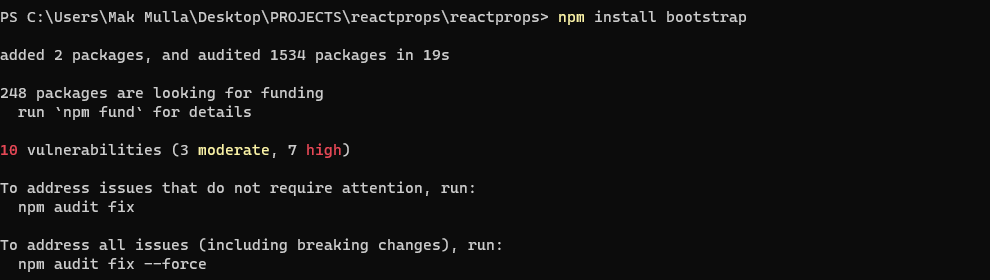 PS C:\Users\Mak Mulla\Desktop\PROJECTS\reactprops\reactprops> npm install bootstrap
added 2 packages, and audited 1534 packages in 19s
248 packages are looking for funding
  run `npm fund` for details
10 vulnerabilities (3 moderate, 7 high)
To address issues that do not require attention, run:
  npm audit fix
To address all issues (including breaking changes), run:
  npm audit fix --force